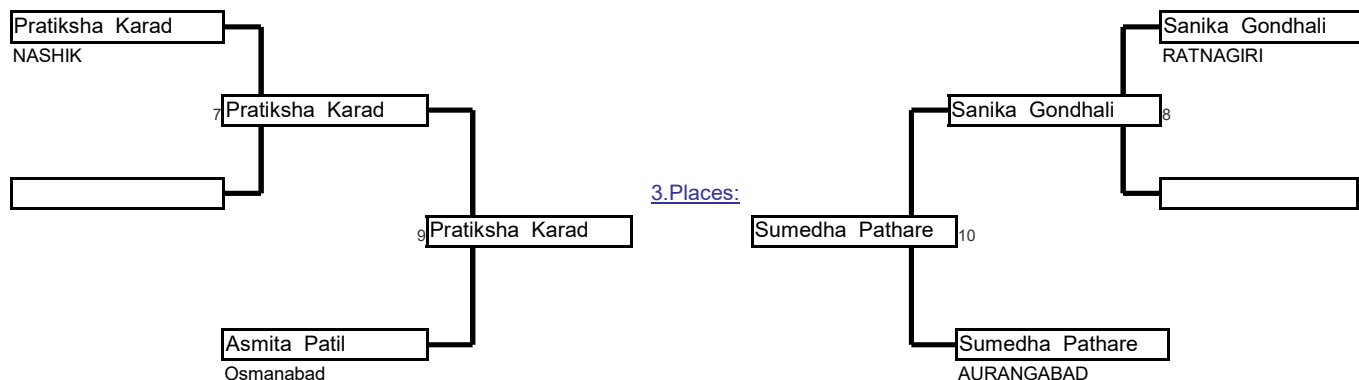 Pratiksha Karad
NASHIK
7 Pratiksha Karad
9 Pratiksha Karad
Asmita Patil
Osmanabad
3.Places:
Sanika Gondhali
RATNAGIRI
Sanika Gondhali 8
Sumedha Pathare 10
Sumedha Pathare
AURANGABAD